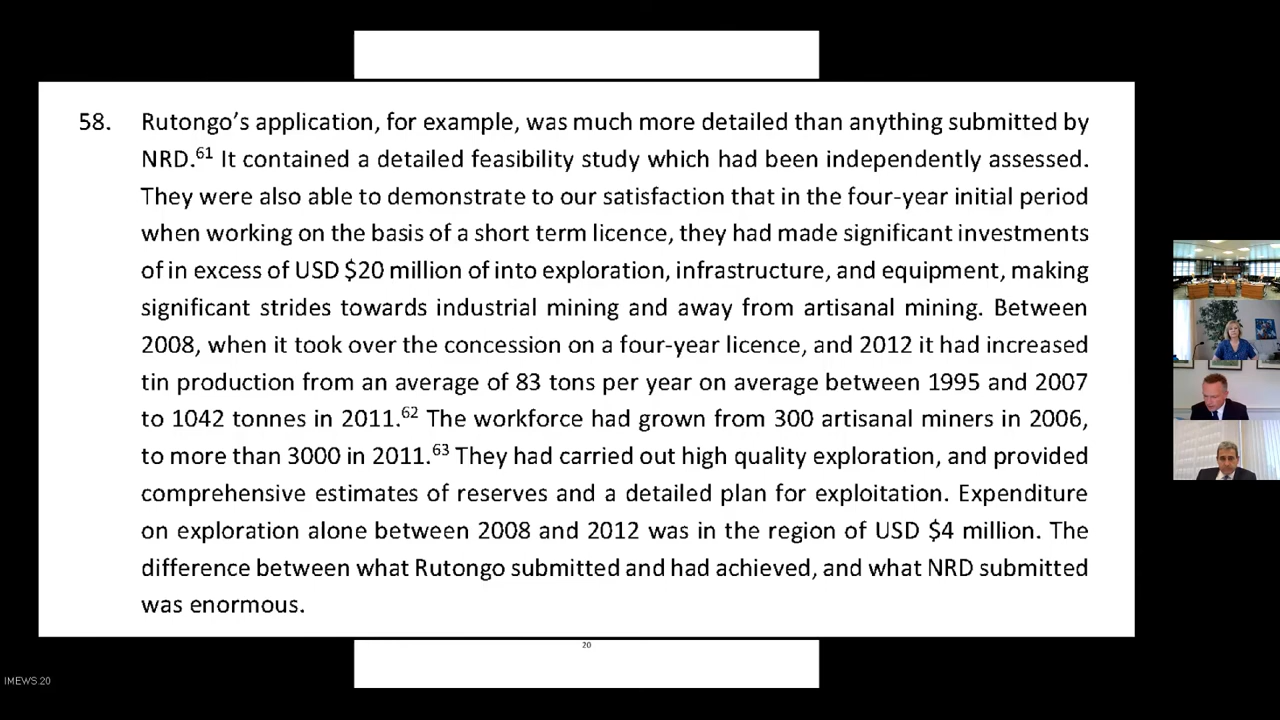 58. Rutongo's application, for example, was much more detailed than anything submitted by
NRD.61 It contained a detailed feasibility study which had been independently assessed.
They were also able to demonstrate to our satisfaction that in the four-year initial period
when working on the basis of a short term licence, they had made significant investments
of in excess of USD $20 million of into exploration, infrastructure, and equipment, making
significant strides towards industrial mining and away from artisanal mining. Between
2008, when it took over the concession on a four-year licence, and 2012 it had increased
tin production from an average of 83 tons per year on average between 1995 and 2007
to 1042 tonnes in 2011.62 The workforce had grown from 300 artisanal miners in 2006,
to more than 3000 in 2011.63 They had carried out high quality exploration, and provided
comprehensive estimates of reserves and a detailed plan for exploitation. Expenditure
on exploration alone between 2008 and 2012 was in the region of USD $4 million. The
difference between what Rutongo submitted and had achieved, and what NRD submitted
was enormous.
20
IMEWS.20